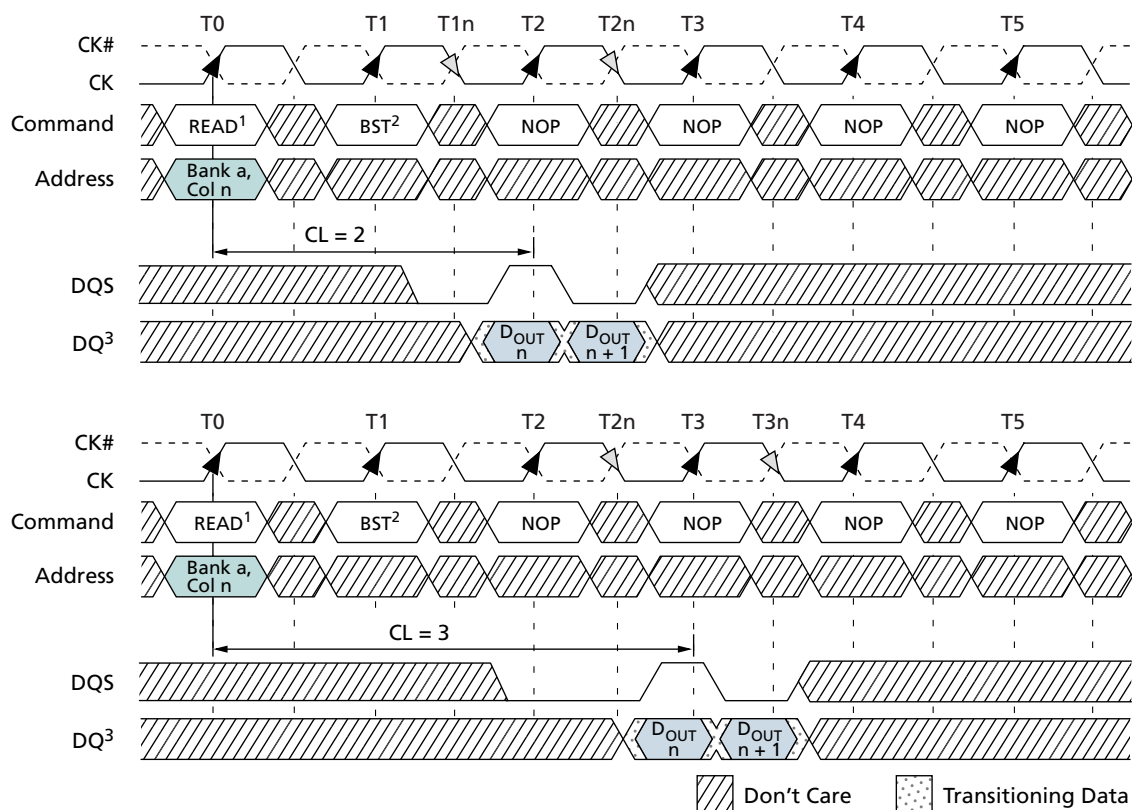 T0 T1 T1n T2 T2n T3 T4 T5
CK#
CK
Command READ¹ BST² NOP NOP NOP NOP
Address Bank a,
Col n
CL = 2
DQS
DQ³ DOUT
n DOUT
n + 1
T0 T1 T2 T2n T3 T3n T4 T5
CK#
CK
Command READ¹ BST² NOP NOP NOP NOP
Address Bank a,
Col n
CL = 3
DQS
DQ³ DOUT
n DOUT
n + 1
Don't Care Transitioning Data